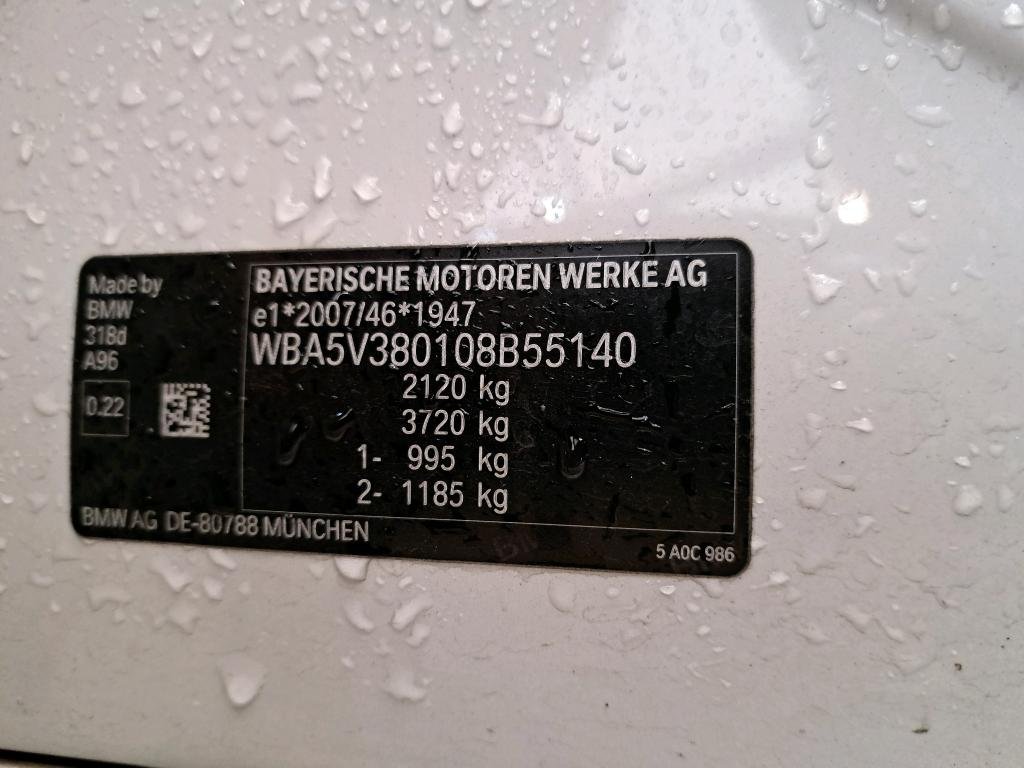 Made by
BMW
318d
A96
0.22
BAYERISCHE MOTOREN WERKE AG
e1*2007/46*1947
WBA5V380108B55140
2120 kg
3720 kg
1- 995 kg
2- 1185 kg
BMW AG DE-80788 MÜNCHEN
5 A0C 986